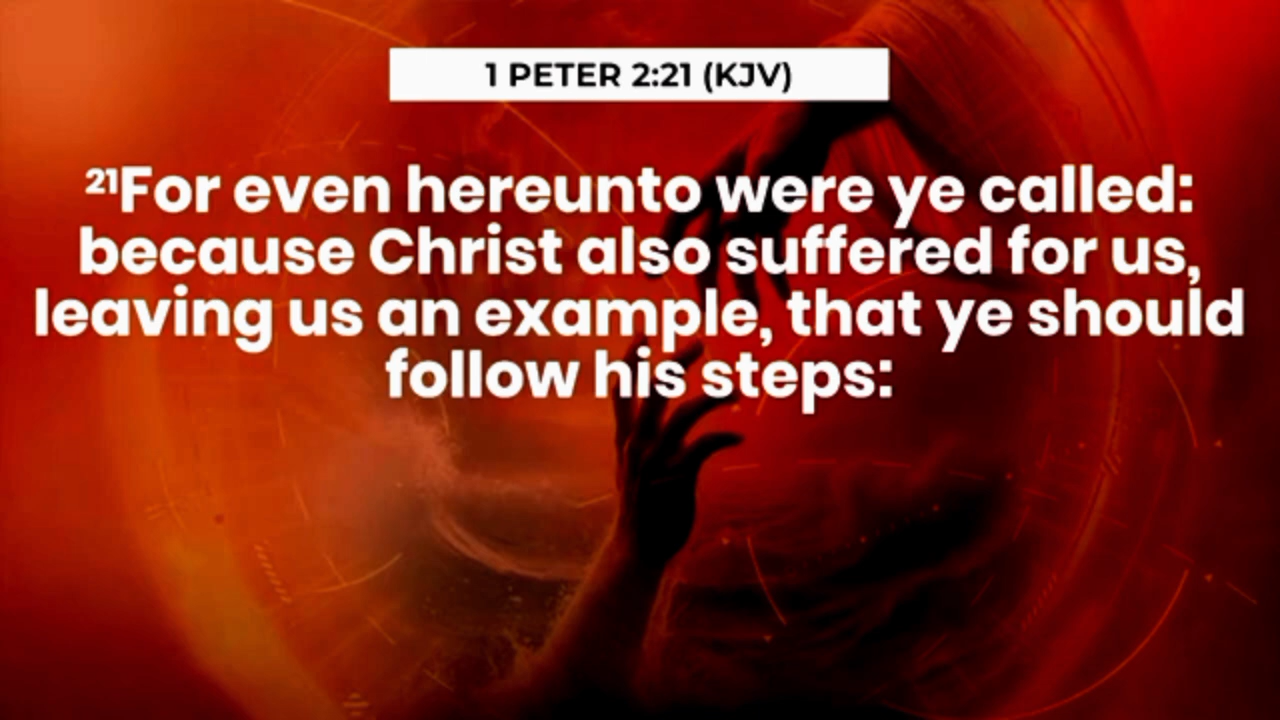 1 PETER 2:21 (KJV)
²¹For even hereunto were ye called:
because Christ also suffered for us,
leaving us an example, that ye should
follow his steps: